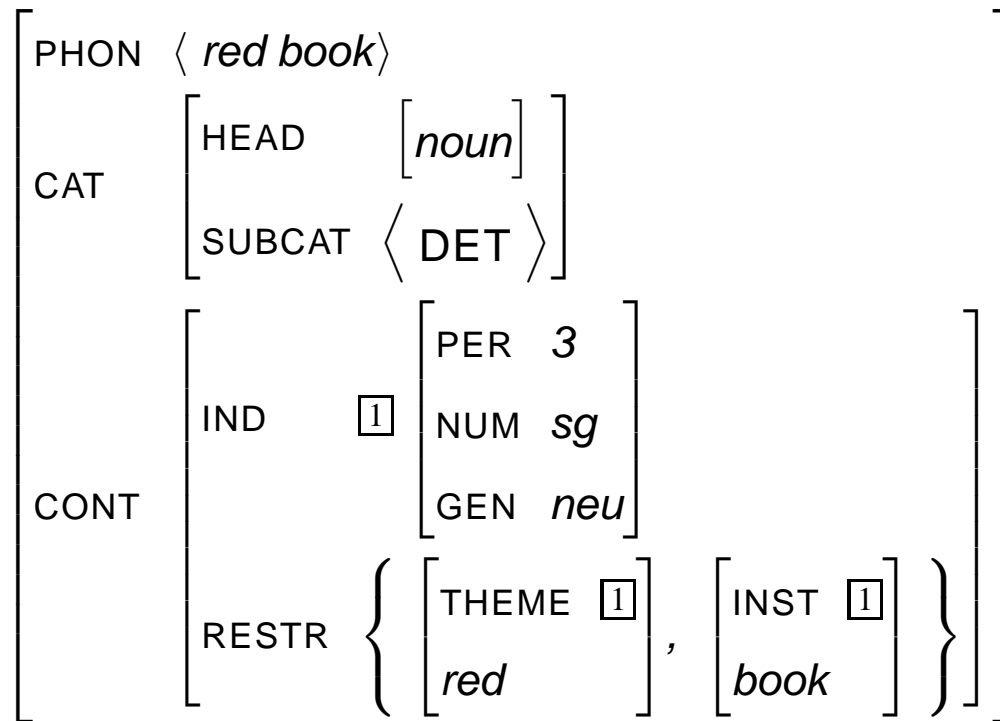 PHON ⟨ red book⟩
HEAD [noun]
CAT
SUBCAT ⟨ DET ⟩
PER 3
IND 1 NUM sg
GEN neu
CONT
RESTR { [THEME 1 red] , [INST 1 book] }